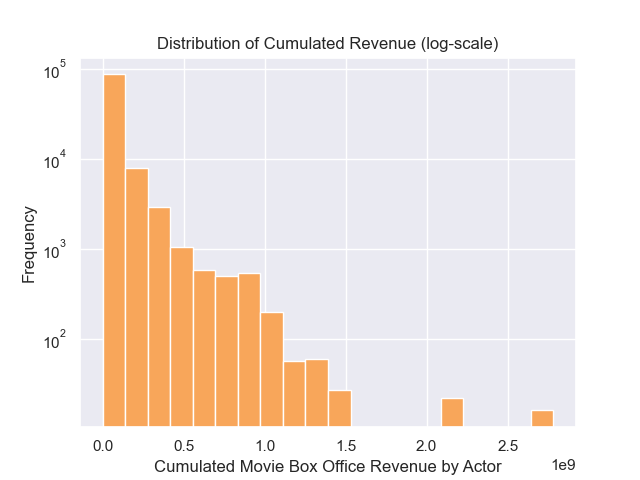 Distribution of Cumulated Revenue (log-scale)
10^5
10^4
10^3
10^2
Frequency
0.0 0.5 1.0 1.5 2.0 2.5
1e9
Cumulated Movie Box Office Revenue by Actor